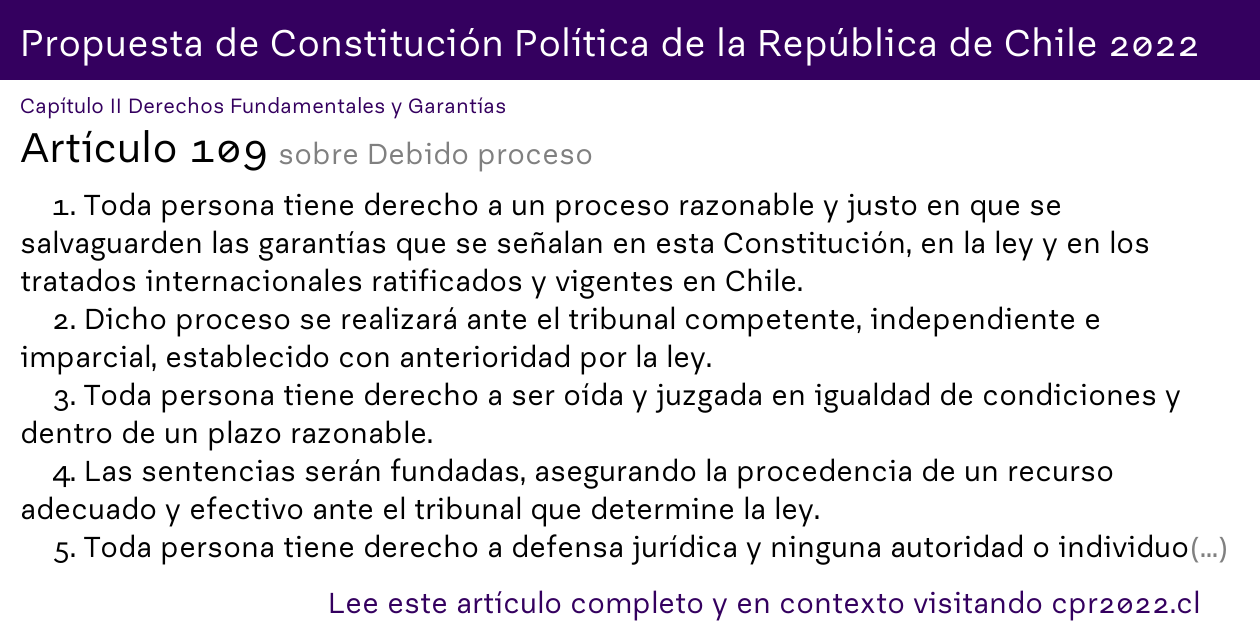 Propuesta de Constitución Política de la República de Chile 2022
Capítulo II Derechos Fundamentales y Garantías
Artículo 109 sobre Debido proceso
1. Toda persona tiene derecho a un proceso razonable y justo en que se
salvaguarden las garantías que se señalan en esta Constitución, en la ley y en los
tratados internacionales ratificados y vigentes en Chile.
2. Dicho proceso se realizará ante el tribunal competente, independiente e
imparcial, establecido con anterioridad por la ley.
3. Toda persona tiene derecho a ser oída y juzgada en igualdad de condiciones y
dentro de un plazo razonable.
4. Las sentencias serán fundadas, asegurando la procedencia de un recurso
adecuado y efectivo ante el tribunal que determine la ley.
5. Toda persona tiene derecho a defensa jurídica y ninguna autoridad o individuo(...)
Lee este artículo completo y en contexto visitando cpr2022.cl